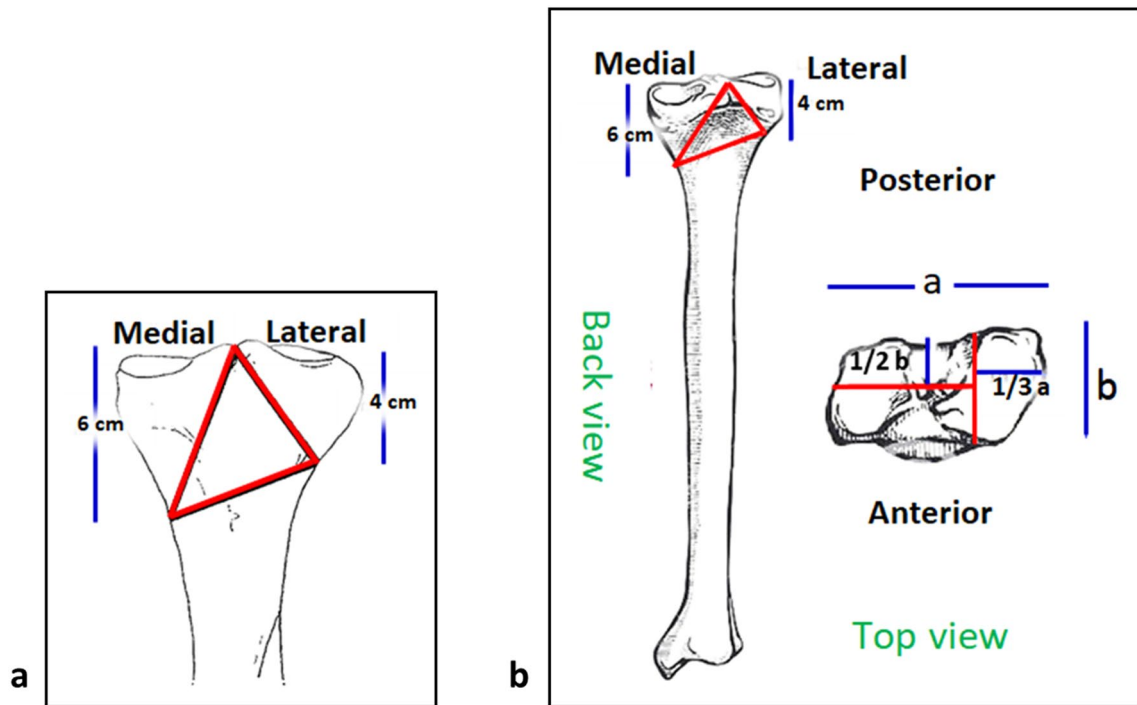 Medial Lateral
6 cm
4 cm
a
Medial Lateral
6 cm
4 cm
Posterior
Back view
a
1/2 b
1/3 a
b
Anterior
Top view
b